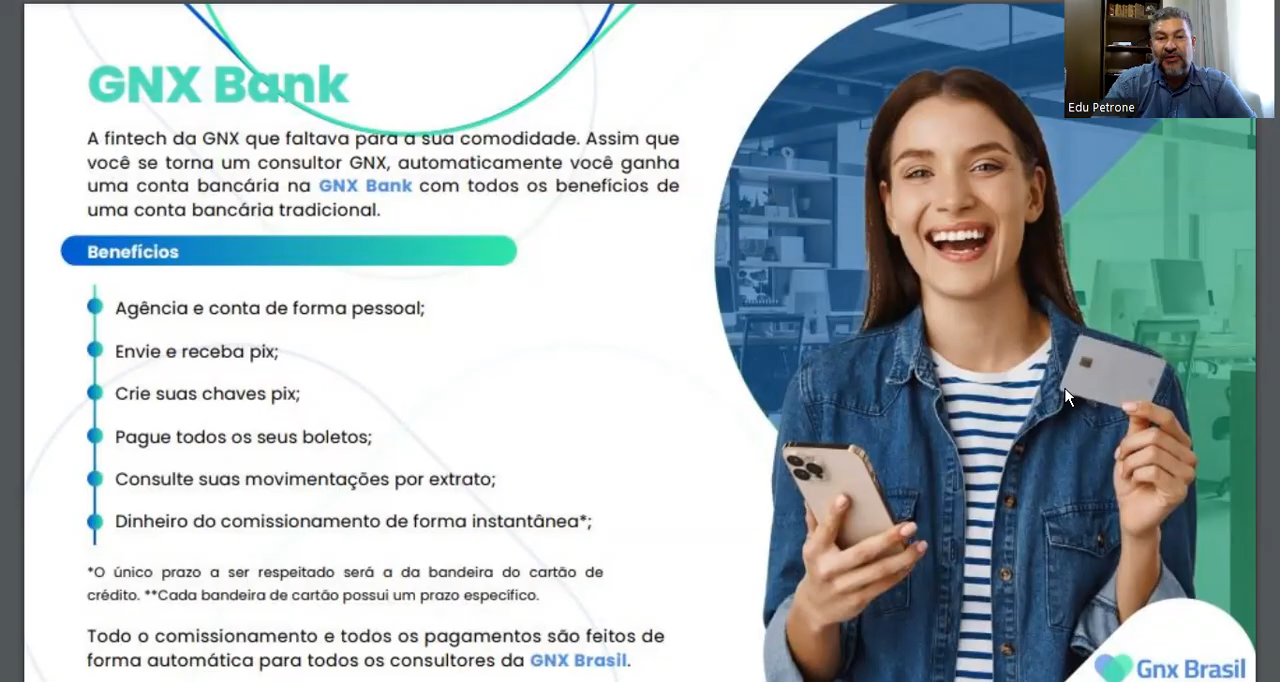 GNX Bank
Edu Petrone
A fintech da GNX que faltava para a sua comodidade. Assim que
você se torna um consultor GNX, automaticamente você ganha
uma conta bancária na GNX Bank com todos os benefícios de
uma conta bancária tradicional.
Benefícios
Agência e conta de forma pessoal;
Envie e receba pix;
Crie suas chaves pix;
Pague todos os seus boletos;
Consulte suas movimentações por extrato;
Dinheiro do comissionamento de forma instantânea*;
*O único prazo a ser respeitado será a da bandeira do cartão de
crédito. **Cada bandeira de cartão possui um prazo específico.
Todo o comissionamento e todos os pagamentos são feitos de
forma automática para todos os consultores da GNX Brasil.
Gnx Brasil